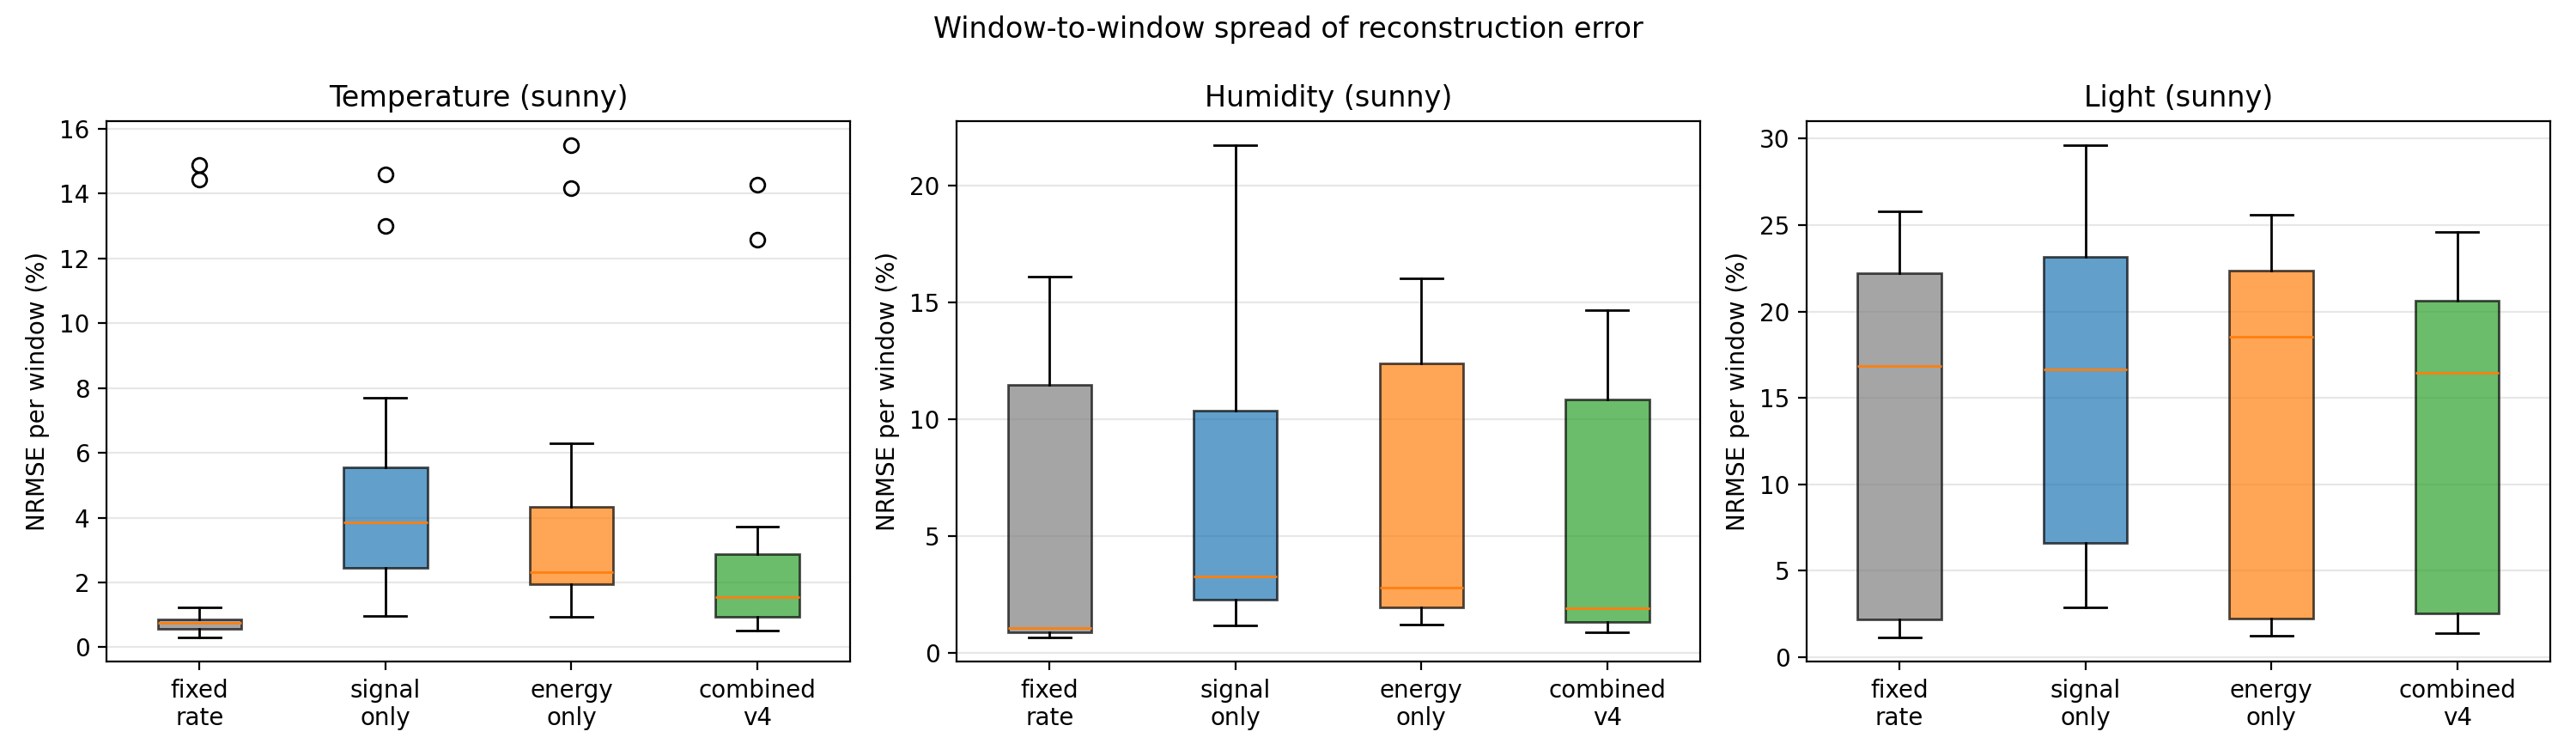 Window-to-window spread of reconstruction error
Temperature (sunny)
NRMSE per window (%)
16
14
12
10
8
6
4
2
0
fixed
rate
signal
only
energy
only
combined
v4
Humidity (sunny)
NRMSE per window (%)
20
15
10
5
0
fixed
rate
signal
only
energy
only
combined
v4
Light (sunny)
NRMSE per window (%)
30
25
20
15
10
5
0
fixed
rate
signal
only
energy
only
combined
v4